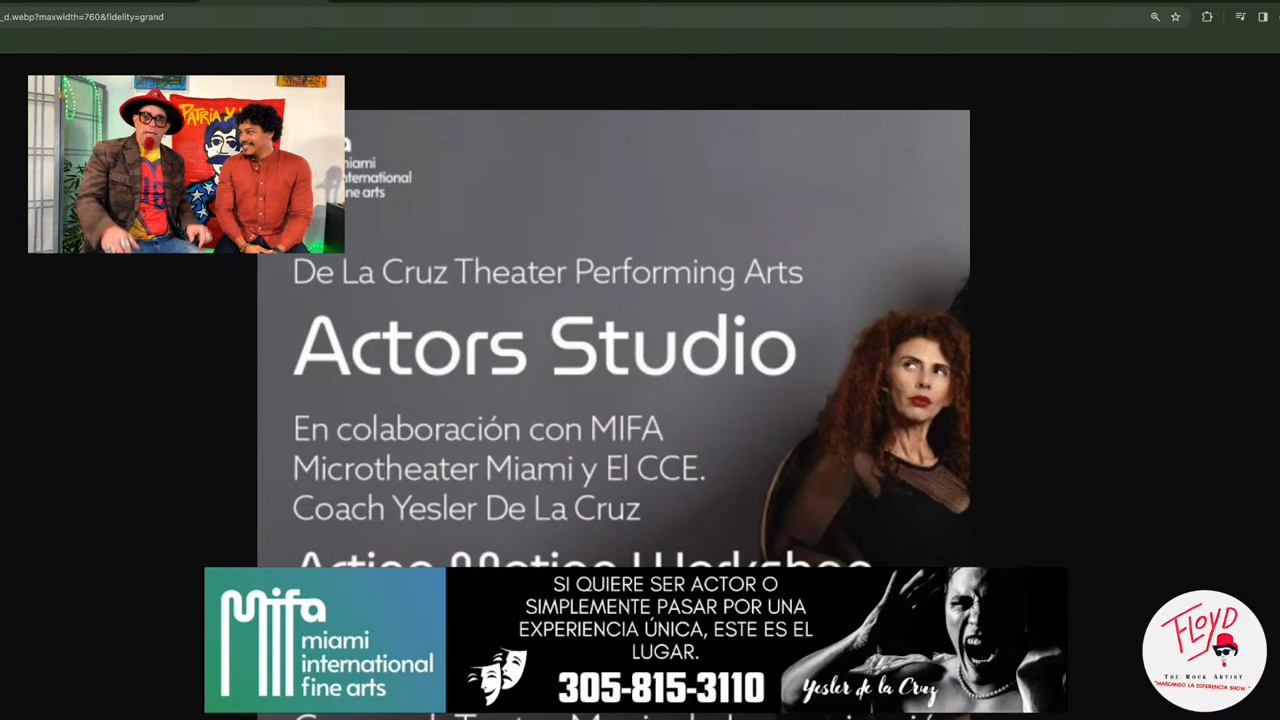 _d.webp?maxwidth=760&fidelity=grand
PATRIA Y
miami
international
fine arts
De La Cruz Theater Performing Arts
Actors Studio
En colaboración con MIFA
Microtheater Miami y El CCE.
Coach Yesler De La Cruz
Mifa
miami
international
fine arts
SI QUIERE SER ACTOR O
SIMPLEMENTE PASAR POR UNA
EXPERIENCIA ÚNICA, ESTE ES EL
LUGAR.
305-815-3110
Yesler de la Cruz
FLOYD
THE ROCK ARTIST
"MARCANDO LA DIFERENCIA SHOW"